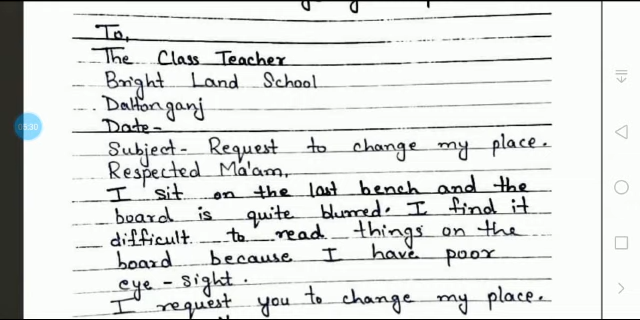 To,
The Class Teacher
Bright Land School
Daltonganj
Date-
Subject- Request to change my place.
Respected Ma'am,
I sit on the last bench and the
board is quite blurred. I find it
difficult to read things on the
board because I have poor
eye-sight.
I request you to change my place.
05:30